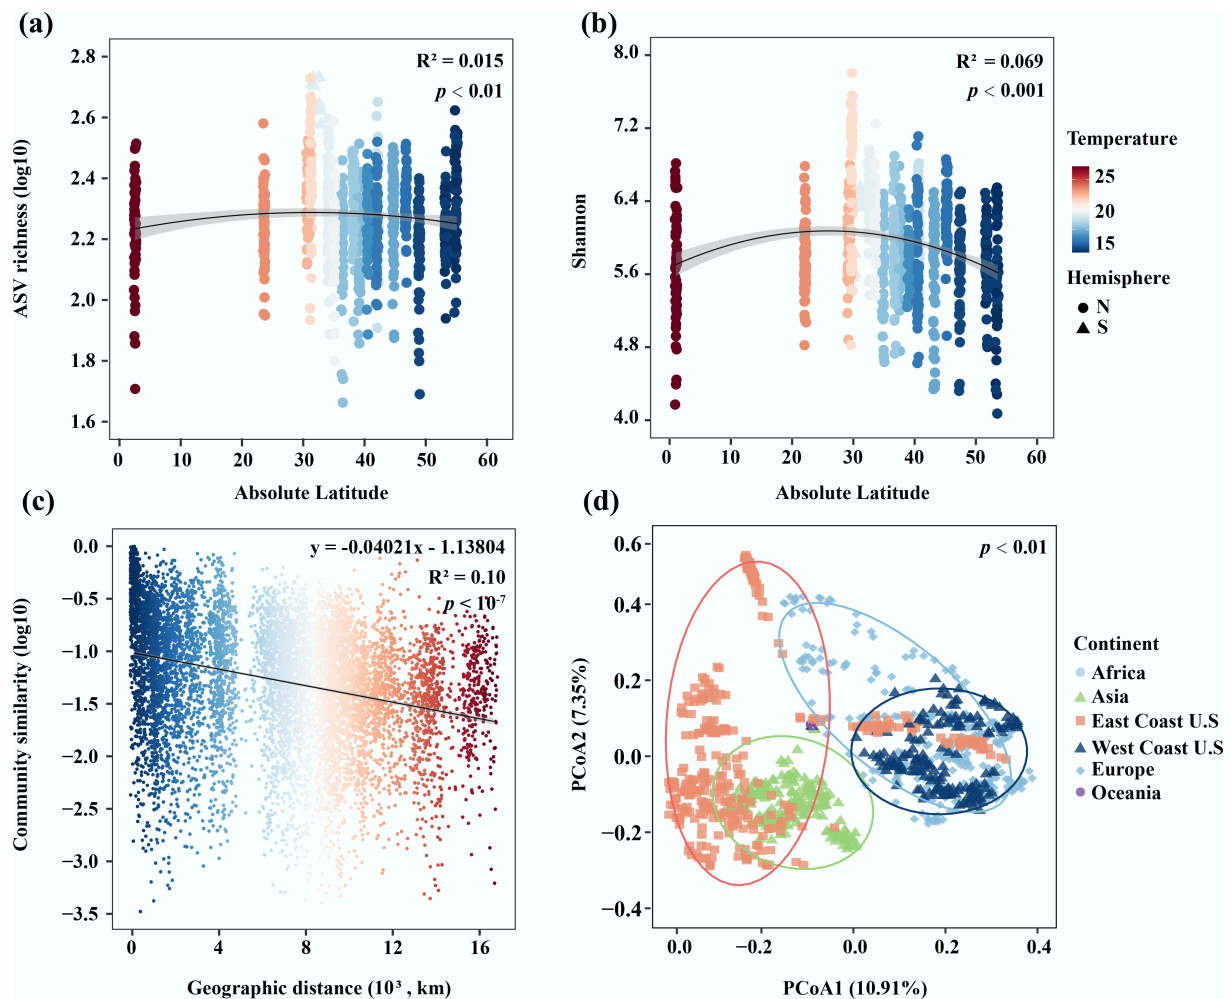 (a)
R² = 0.015
p < 0.01
ASV richness (log10)
2.8
2.6
2.4
2.2
2.0
1.8
1.6
0 10 20 30 40 50 60
Absolute Latitude
(b)
R² = 0.069
p < 0.001
Shannon
8.0
7.2
6.4
5.6
4.8
4.0
0 10 20 30 40 50 60
Absolute Latitude
Temperature
25
20
15
Hemisphere
N
S
(c)
y = -0.04021x - 1.13804
R² = 0.10
p < 10⁻⁷
Community similarity (log10)
0.0
−0.5
−1.0
−1.5
−2.0
−2.5
−3.0
−3.5
0 4 8 12 16
Geographic distance (10³ , km)
(d)
p < 0.01
PCoA2 (7.35%)
0.6
0.4
0.2
0.0
−0.2
−0.4
0.0 −0.2 0.0 0.2 0.4
PCoA1 (10.91%)
Continent
Africa
Asia
East Coast U.S
West Coast U.S
Europe
Oceania